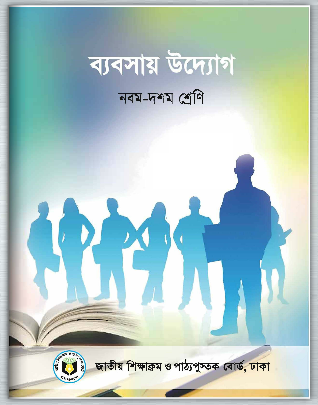 ব্যবসায় উদ্যোগ
নবম-দশম শ্রেণি
জাতীয় শিক্ষাক্রম ও পাঠ্যপুস্তক বোর্ড, ঢাকা